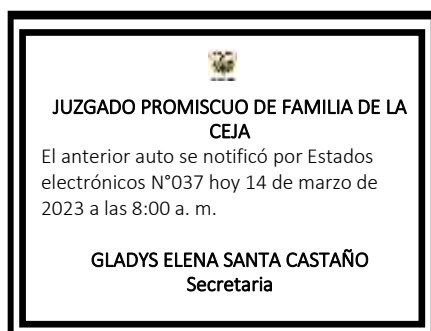 JUZGADO PROMISCUO DE FAMILIA DE LA
CEJA
El anterior auto se notificó por Estados
electrónicos N°037 hoy 14 de marzo de
2023 a las 8:00 a. m.
GLADYS ELENA SANTA CASTAÑO
Secretaria